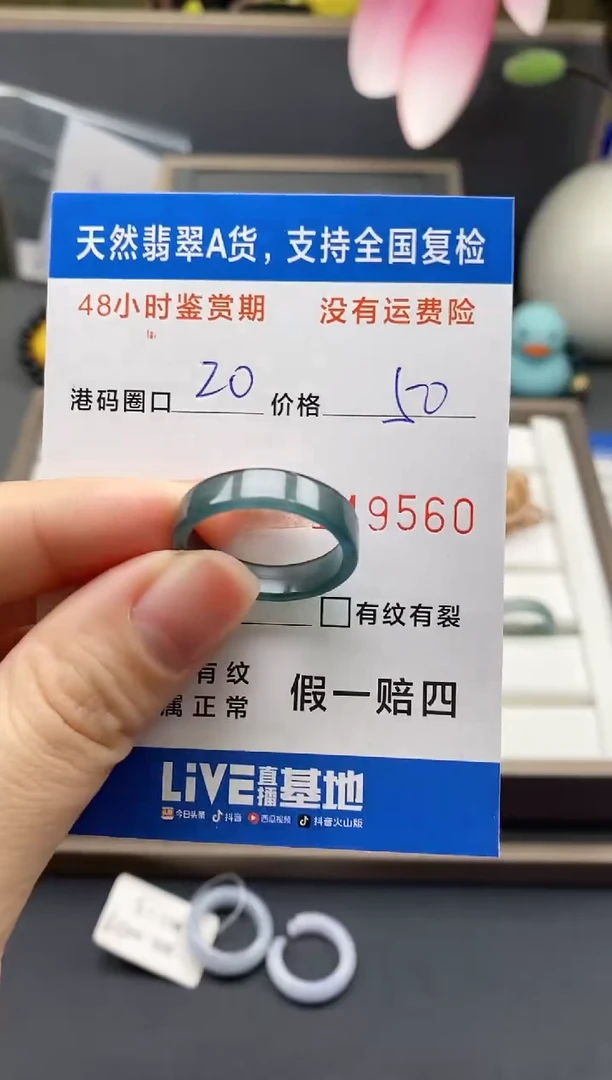 天然翡翠A货，支持全国复检
48小时鉴赏期 没有运费险
港码圈口 20 价格 50
9560
□有纹有裂
有纹
属正常
假一赔四
LiVE直播基地
今日头条 抖音 西瓜视频 抖音火山版